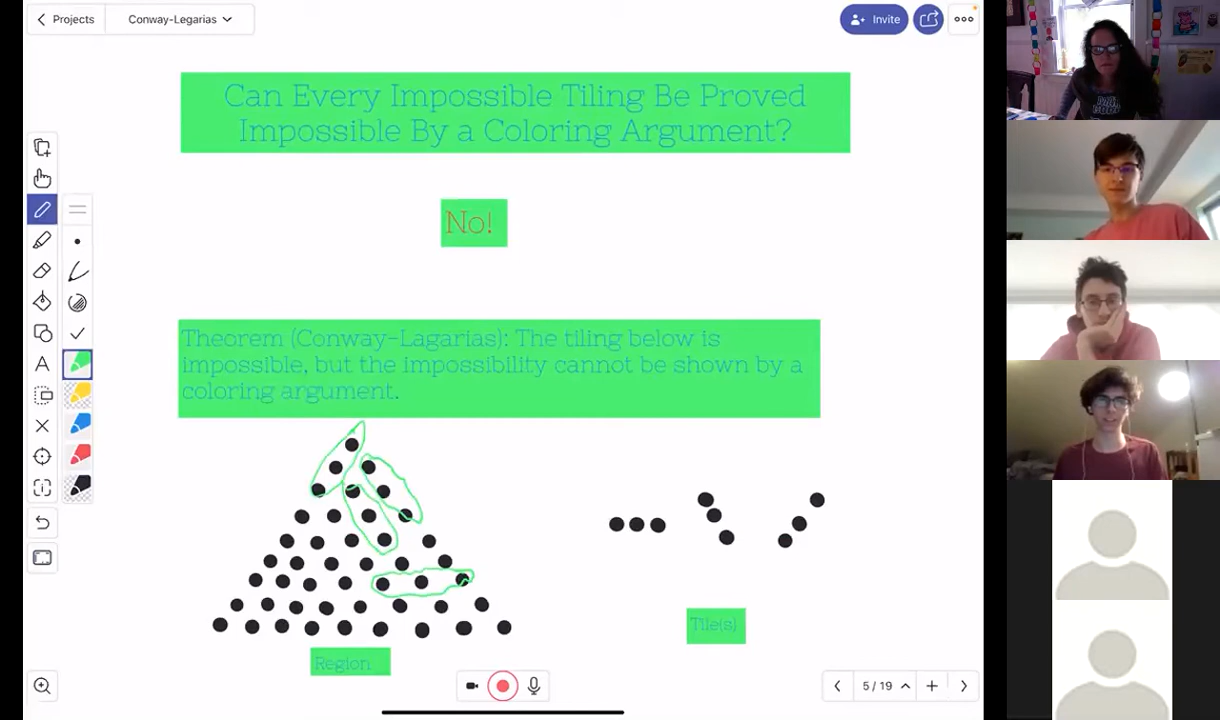 Projects
Conway-Legarias
Invite
Can Every Impossible Tiling Be Proved
Impossible By a Coloring Argument?
No!
Theorem (Conway-Lagarias): The tiling below is
impossible, but the impossibility cannot be shown by a
coloring argument.
Tile(s)
Region
5 / 19